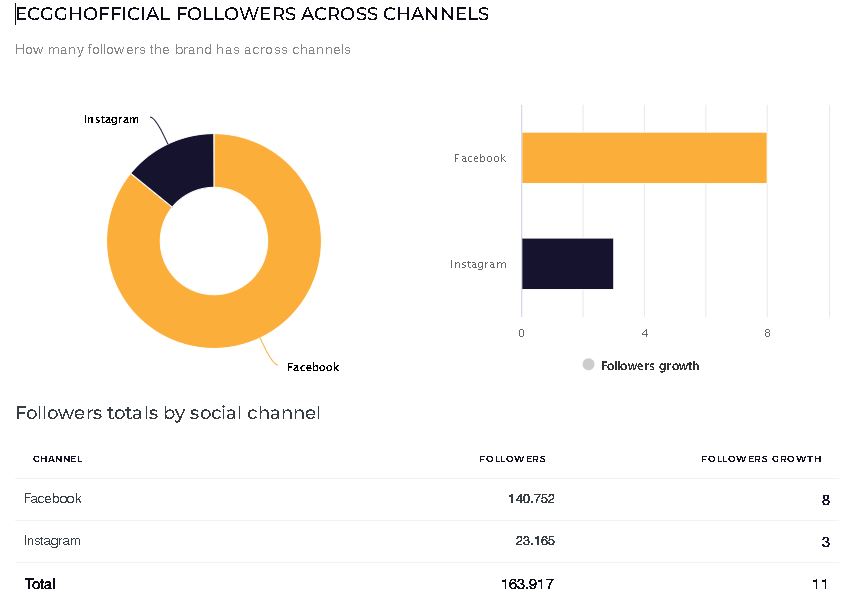 ECGGHOFFICIAL FOLLOWERS ACROSS CHANNELS
How many followers the brand has across channels
Instagram
Facebook
Facebook
Instagram
0 4 8
Followers growth
Followers totals by social channel
CHANNEL FOLLOWERS FOLLOWERS GROWTH
Facebook 140.752 8
Instagram 23.165 3
Total 163.917 11